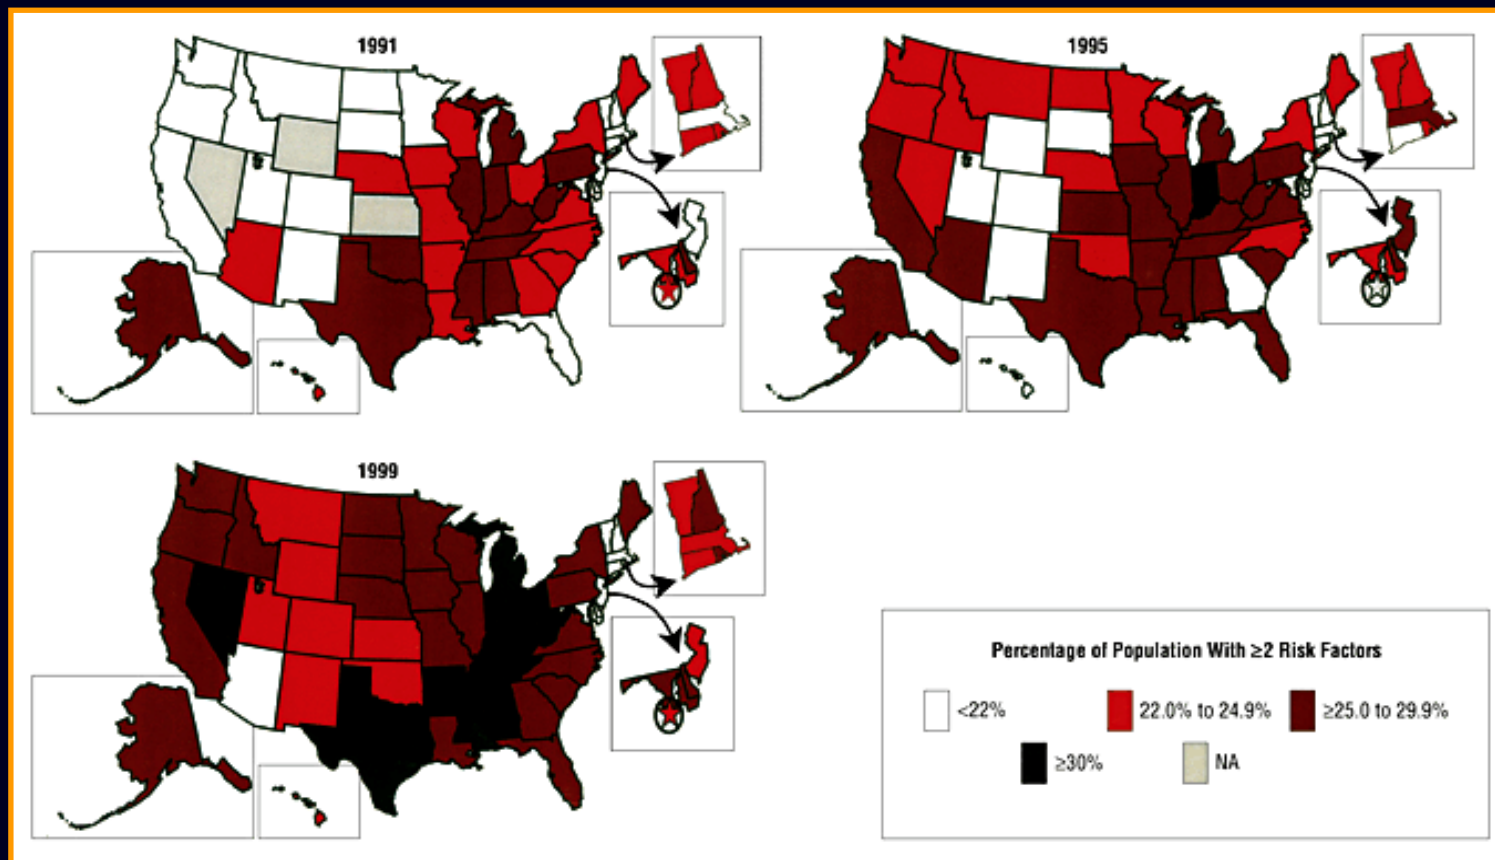 1991
1995
1999
Percentage of Population With ≥2 Risk Factors
<22%
22.0% to 24.9%
≥25.0 to 29.9%
≥30%
NA